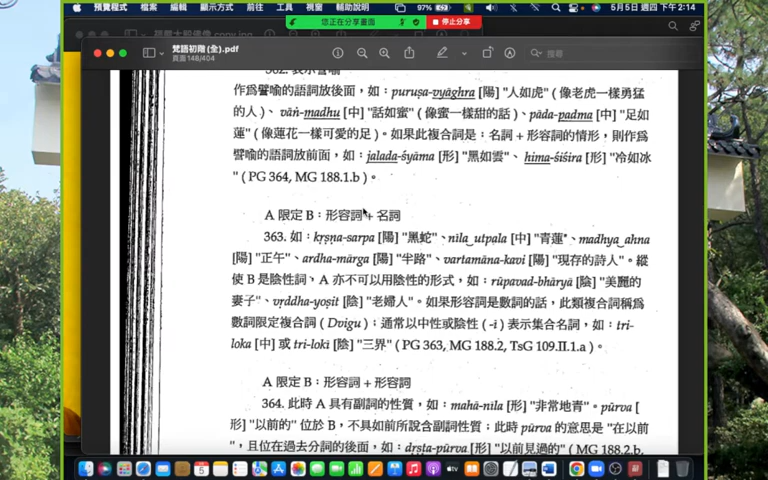 預覽程式 檔案 編輯 顯示方式 前往 工具 視窗 輔助說明 97% 5月5日 週四 下午2:14
您正在分享畫面 停止分享
梵語初階 (全).pdf
頁面 148/404
搜尋
362. 表示譬喻
作為譬喻的語詞放後面，如：puruṣa-vyāghra [陽] "人如虎" (像老虎一樣勇猛
的人)、vāṅ-madhu [中] "話如蜜" (像蜜一樣甜的話)、pāda-padma [中] "足如
蓮" (像蓮花一樣可愛的足)。如果此複合詞是：名詞 + 形容詞的情形，則作為
譬喻的語詞放前面，如：jalada-śyāma [形] "黑如雲"、hima-śiśira [形] "冷如冰
" (PG 364, MG 188.1.b)。
A 限定 B：形容詞 + 名詞
363. 如：kṛṣṇa-sarpa [陽] "黑蛇"、nīla‿utpala [中] "青蓮"、madhya‿ahna
[陽] "正午"、ardha-mārga [陽] "半路"、vartamāna-kavi [陽] "現存的詩人"。縱
使 B 是陰性詞，A 亦不可以用陰性的形式，如：rūpavad-bhāryā [陰] "美麗的
妻子"、vṛddha-yoṣit [陰] "老婦人"。如果形容詞是數詞的話，此類複合詞稱爲
數詞限定複合詞 (Dvigu)；通常以中性或陰性 (-ī) 表示集合名詞，如：tri-
loka [中] 或 tri-lokī [陰] "三界" (PG 363, MG 188.2, TsG 109.II.1.a)。
A 限定 B：形容詞 + 形容詞
364. 此時 A 具有副詞的性質，如：mahā-nīla [形] "非常地青"。pūrva [
形] "以前的" 位於 B，不具如前所說含副詞性質；此時 pūrva 的意思是 "在以前
"，且位在過去分詞的後面，如：dṛṣṭa-pūrva [形] "以前見過的" (MG 188.2.b,